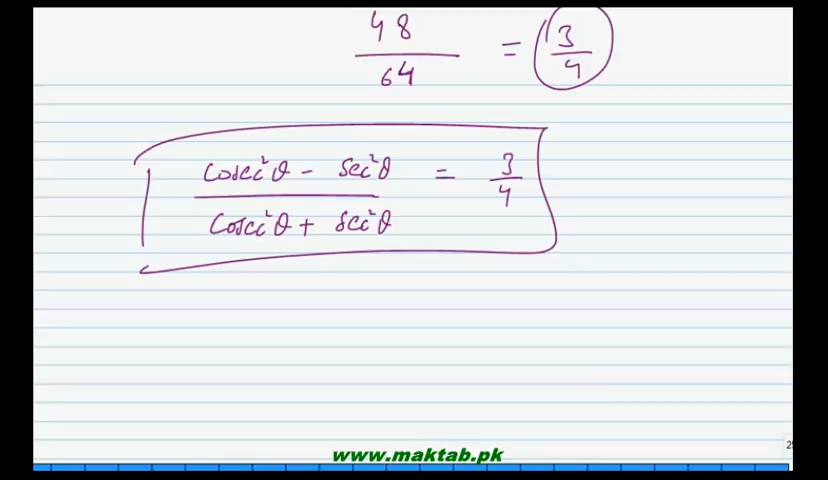 48/64 = 3/4
Cosec²θ - Sec²θ / Cosec²θ + Sec²θ = 3/4
www.maktab.pk